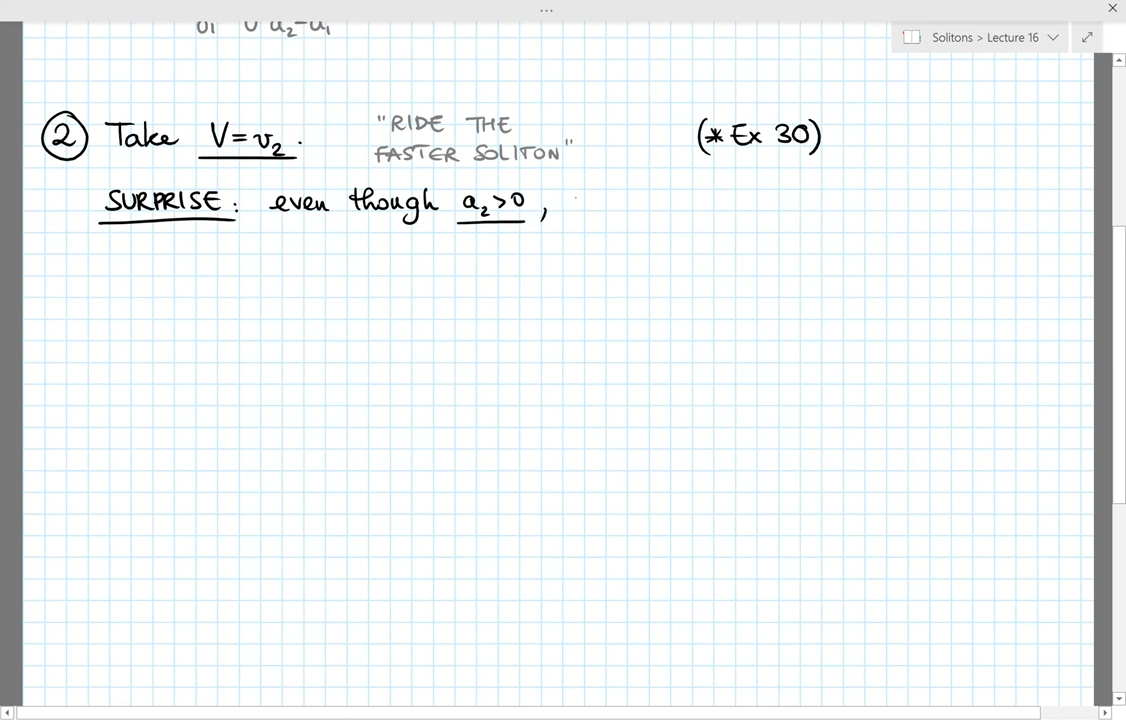 Solitons > Lecture 16
② Take V=v₂. "RIDE THE FASTER SOLITON" (* Ex 30)
SURPRISE: even though a₂>0,